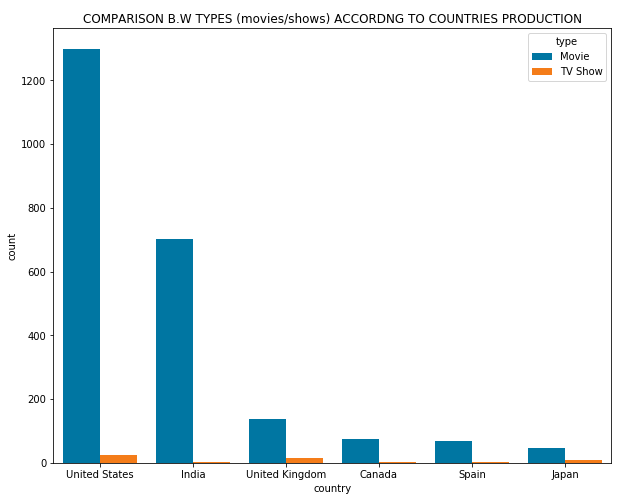 COMPARISON B.W TYPES (movies/shows) ACCORDNG TO COUNTRIES PRODUCTION
type
Movie
TV Show
1200
1000
800
600
400
200
0
count
United States India United Kingdom Canada Spain Japan
country